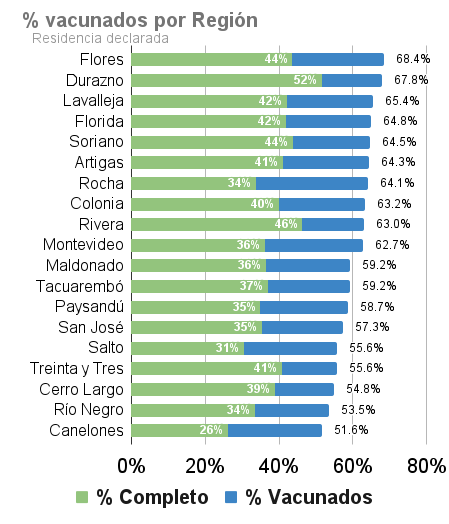 % vacunados por Región
Residencia declarada
Flores 44% 68.4%
Durazno 52% 67.8%
Lavalleja 42% 65.4%
Florida 42% 64.8%
Soriano 44% 64.5%
Artigas 41% 64.3%
Rocha 34% 64.1%
Colonia 40% 63.2%
Rivera 46% 63.0%
Montevideo 36% 62.7%
Maldonado 36% 59.2%
Tacuarembó 37% 59.2%
Paysandú 35% 58.7%
San José 35% 57.3%
Salto 31% 55.6%
Treinta y Tres 41% 55.6%
Cerro Largo 39% 54.8%
Río Negro 34% 53.5%
Canelones 26% 51.6%
0% 20% 40% 60% 80%
% Completo % Vacunados